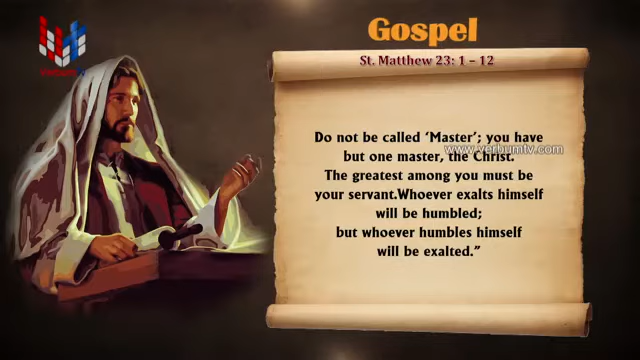 Gospel
St. Matthew 23: 1 – 12
Do not be called ‘Master’; you have
www.verbumtv.com
but one master, the Christ.
The greatest among you must be
your servant.Whoever exalts himself
will be humbled;
but whoever humbles himself
will be exalted.”